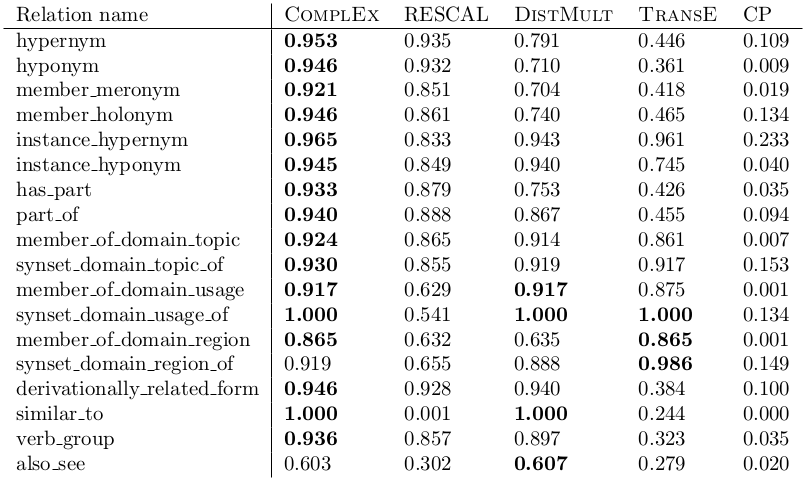 Relation name COMPLEX RESCAL DISTMULT TRANSE CP
hypernym 0.953 0.935 0.791 0.446 0.109
hyponym 0.946 0.932 0.710 0.361 0.009
member_meronym 0.921 0.851 0.704 0.418 0.019
member_holonym 0.946 0.861 0.740 0.465 0.134
instance_hypernym 0.965 0.833 0.943 0.961 0.233
instance_hyponym 0.945 0.849 0.940 0.745 0.040
has_part 0.933 0.879 0.753 0.426 0.035
part_of 0.940 0.888 0.867 0.455 0.094
member_of_domain_topic 0.924 0.865 0.914 0.861 0.007
synset_domain_topic_of 0.930 0.855 0.919 0.917 0.153
member_of_domain_usage 0.917 0.629 0.917 0.875 0.001
synset_domain_usage_of 1.000 0.541 1.000 1.000 0.134
member_of_domain_region 0.865 0.632 0.635 0.865 0.001
synset_domain_region_of 0.919 0.655 0.888 0.986 0.149
derivationally_related_form 0.946 0.928 0.940 0.384 0.100
similar_to 1.000 0.001 1.000 0.244 0.000
verb_group 0.936 0.857 0.897 0.323 0.035
also_see 0.603 0.302 0.607 0.279 0.020